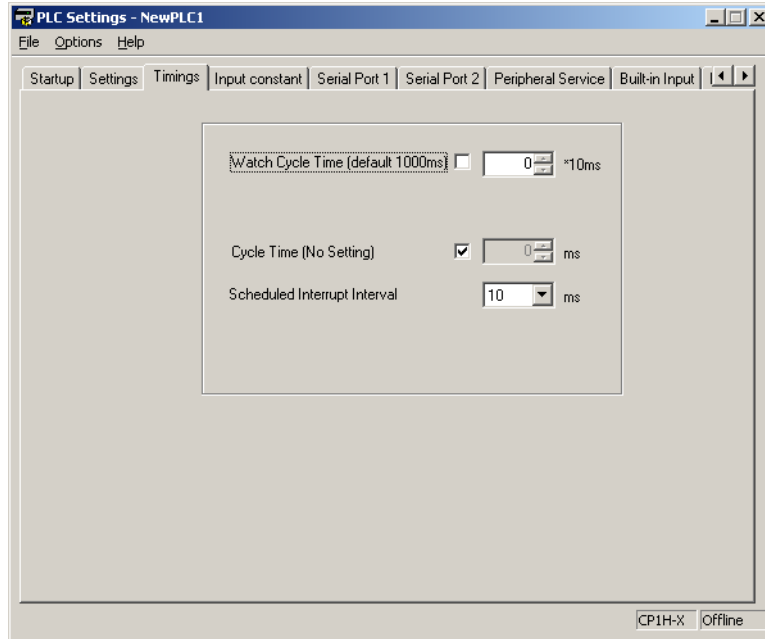 PLC Settings - NewPLC1
File Options Help
Startup Settings Timings Input constant Serial Port 1 Serial Port 2 Peripheral Service Built-in Input
Watch Cycle Time (default 1000ms) 0 *10ms
Cycle Time (No Setting) 0 ms
Scheduled Interrupt Interval 10 ms
CP1H-X Offline